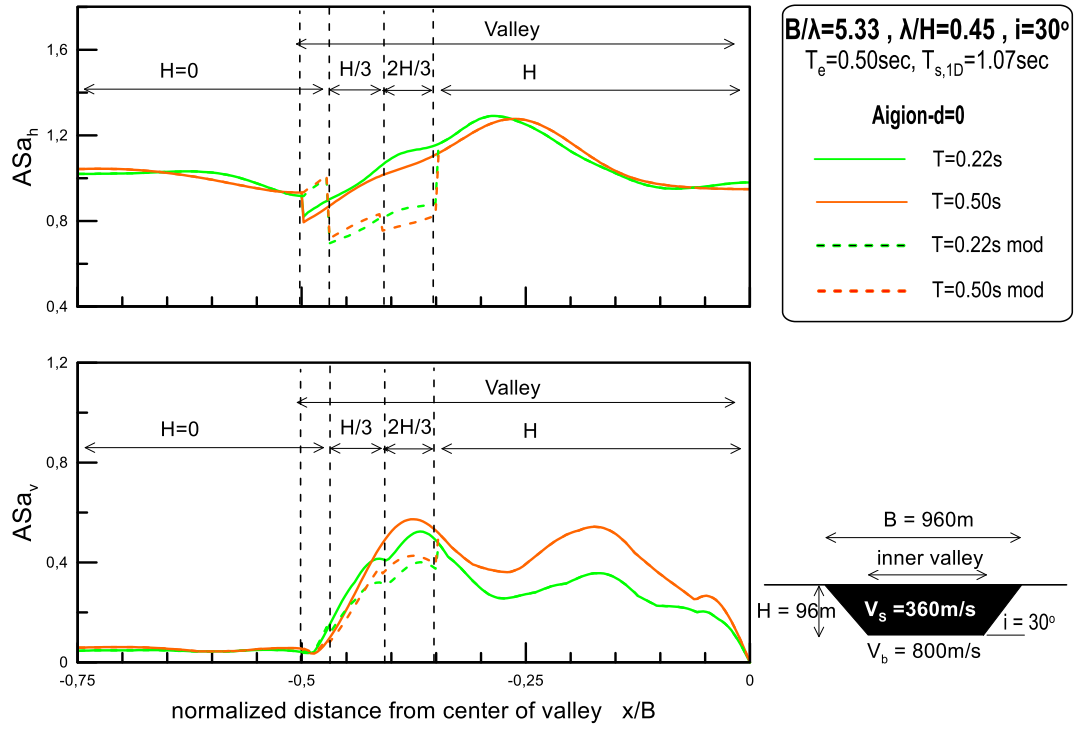 1,6
1,2
0,8
0,4
ASa_h
Valley
H=0
H/3
2H/3
H
B/λ=5.33 , λ/H=0.45 , i=30°
T_e=0.50sec, T_s,1D=1.07sec
Aigion-d=0
T=0.22s
T=0.50s
T=0.22s mod
T=0.50s mod
1,2
0,8
0,4
0
ASa_v
Valley
H=0
H/3
2H/3
H
-0,75
-0,5
-0,25
0
normalized distance from center of valley x/B
B = 960m
inner valley
H = 96m
V_S =360m/s
i = 30°
V_b = 800m/s